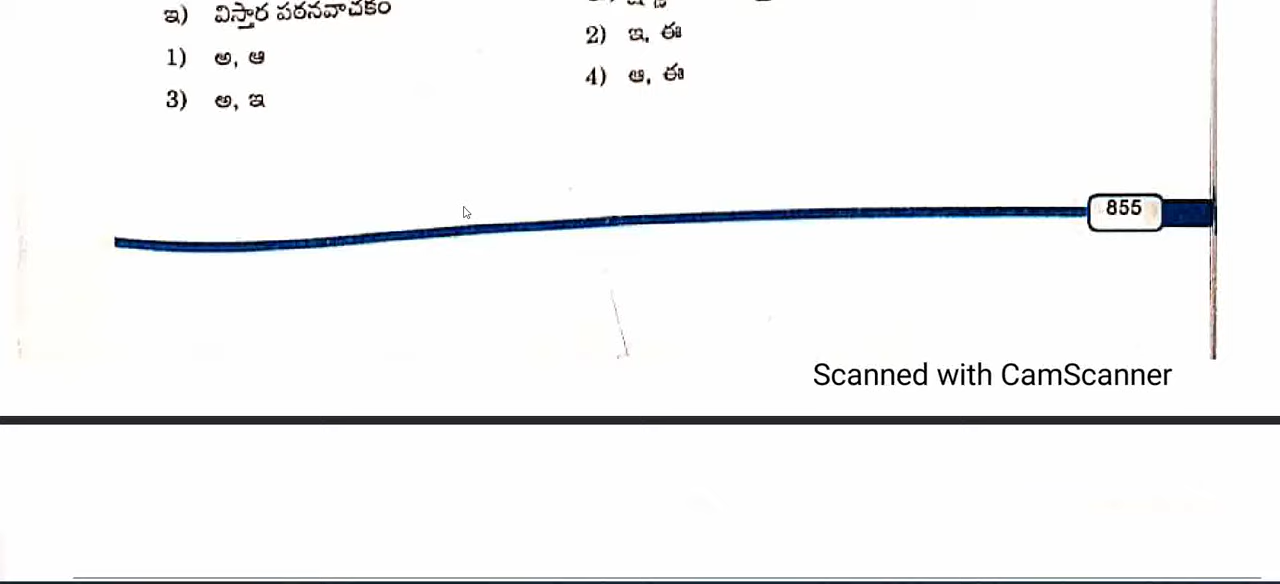 ఇ) విస్తార పఠనవాచకం
1) అ, ఆ
2) ఇ, ఈ
3) అ, ఇ
4) ఆ, ఈ
855
Scanned with CamScanner